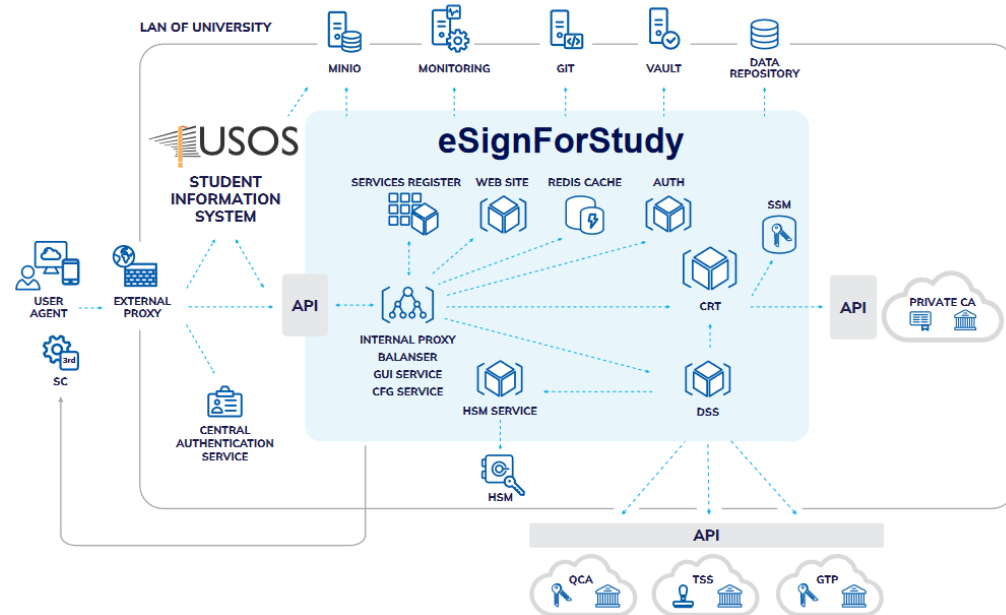 LAN OF UNIVERSITY
MINIO
MONITORING
GIT
VAULT
DATA
REPOSITORY
USOS
STUDENT
INFORMATION
SYSTEM
eSignForStudy
SERVICES REGISTER
WEB SITE
REDIS CACHE
AUTH
SSM
USER
AGENT
EXTERNAL
PROXY
API
INTERNAL PROXY
BALANSER
GUI SERVICE
CFG SERVICE
CRT
API
PRIVATE CA
3rd
SC
CENTRAL
AUTHENTICATION
SERVICE
HSM SERVICE
DSS
HSM
API
QCA
TSS
GTP